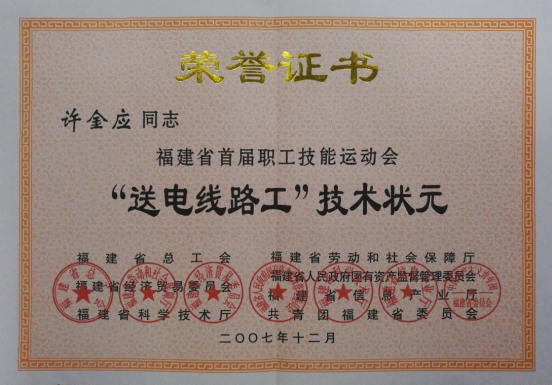 荣誉证书
许金应 同志
福建省首届职工技能运动会
“送电线路工”技术状元
福建省总工会 福建省劳动和社会保障厅
福建省经济贸易委员会 福建省人民政府国有资产监督管理委员会
福建省信息产业厅
福建省科学技术厅 共青团福建省委员会
二〇〇七年十二月